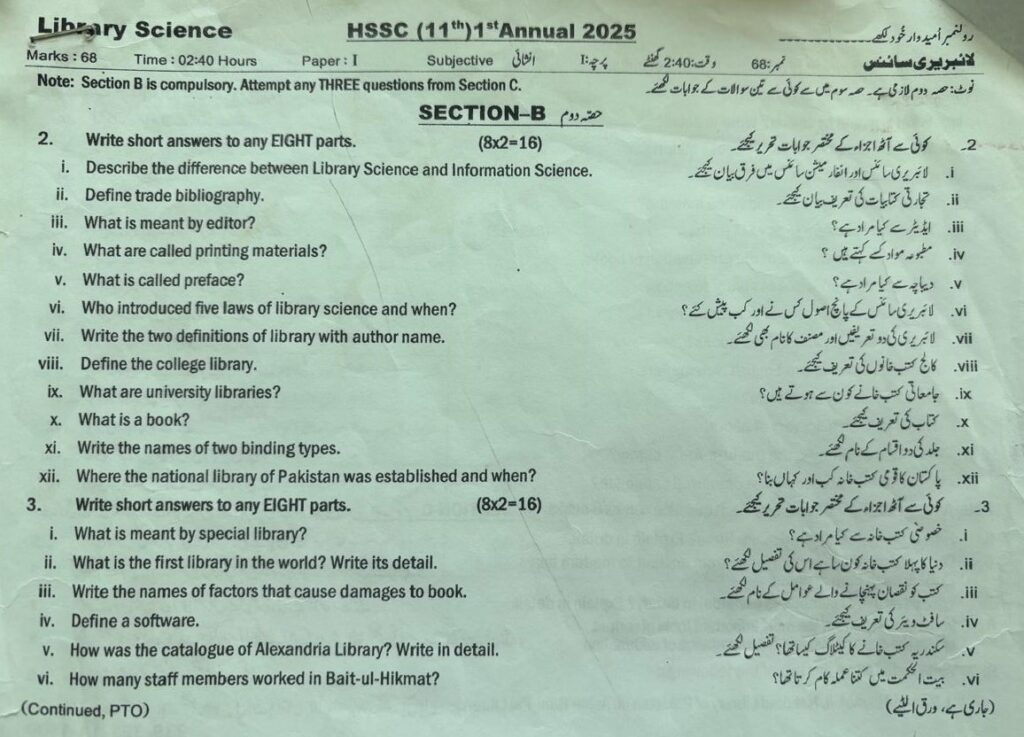 Library Science HSSC (11th) 1st Annual 2025 رولنمبر اُمیدوار خُود لکھے۔
Marks : 68 Time : 02:40 Hours Paper : I Subjective انشائی پرچہ: I وقت: 2:40 گھنٹے نمبر: 68 لائبریری سائنس
Note: Section B is compulsory. Attempt any THREE questions from Section C. نوٹ: حصہ دوم لازمی ہے۔ حصہ سوم میں سے کوئی سے تین سوالات کے جوابات لکھئے۔
SECTION–B حصّہ دوم
2. Write short answers to any EIGHT parts. (8x2=16) کوئی سے آٹھ اجزاء کے مختصر جوابات تحریر کیجئے۔ 2۔
i. Describe the difference between Library Science and Information Science. لائبریری سائنس اور انفارمیشن سائنس میں فرق بیان کیجئے۔ i.
ii. Define trade bibliography. تجارتی کتابیات کی تعریف بیان کیجئے۔ ii.
iii. What is meant by editor? ایڈیٹر سے کیا مراد ہے؟ iii.
iv. What are called printing materials? مطبوعہ مواد کسے کہتے ہیں ؟ iv.
v. What is called preface? دیباچہ سے کیا مراد ہے؟ v.
vi. Who introduced five laws of library science and when? لائبریری سائنس کے پانچ اصول کس نے اور کب پیش کئے؟ vi.
vii. Write the two definitions of library with author name. لائبریری کی دو تعریفیں اور مصنف کا نام بھی لکھئے۔ vii.
viii. Define the college library. کالج کتب خانوں کی تعریف کیجئے۔ viii.
ix. What are university libraries? جامعاتی کتب خانے کون سے ہوتے ہیں؟ ix.
x. What is a book? کتاب کی تعریف کیجئے۔ x.
xi. Write the names of two binding types. جلد کی دو اقسام کے نام لکھئے۔ xi.
xii. Where the national library of Pakistan was established and when? پاکستان کا قومی کتب خانہ کب اور کہاں بنا؟ xii.
3. Write short answers to any EIGHT parts. (8x2=16) کوئی سے آٹھ اجزاء کے مختصر جوابات تحریر کیجئے۔ 3۔
i. What is meant by special library? خصوصی کتب خانہ سے کیا مراد ہے؟ i.
ii. What is the first library in the world? Write its detail. دنیا کا پہلا کتب خانہ کون سا ہے اس کی تفصیل لکھئے؟ ii.
iii. Write the names of factors that cause damages to book. کتب کو نقصان پہنچانے والے عوامل کے نام لکھئے۔ iii.
iv. Define a software. سافٹ ویئر کی تعریف کیجئے۔ iv.
v. How was the catalogue of Alexandria Library? Write in detail. سکندریہ کتب خانے کا کیٹلاگ کیسا تھا؟ تفصیل لکھئے۔ v.
vi. How many staff members worked in Bait-ul-Hikmat? بیت الحکمت میں کتنا عملہ کام کرتا تھا؟ vi.
(Continued, PTO) (جاری ہے، ورق الٹیے)